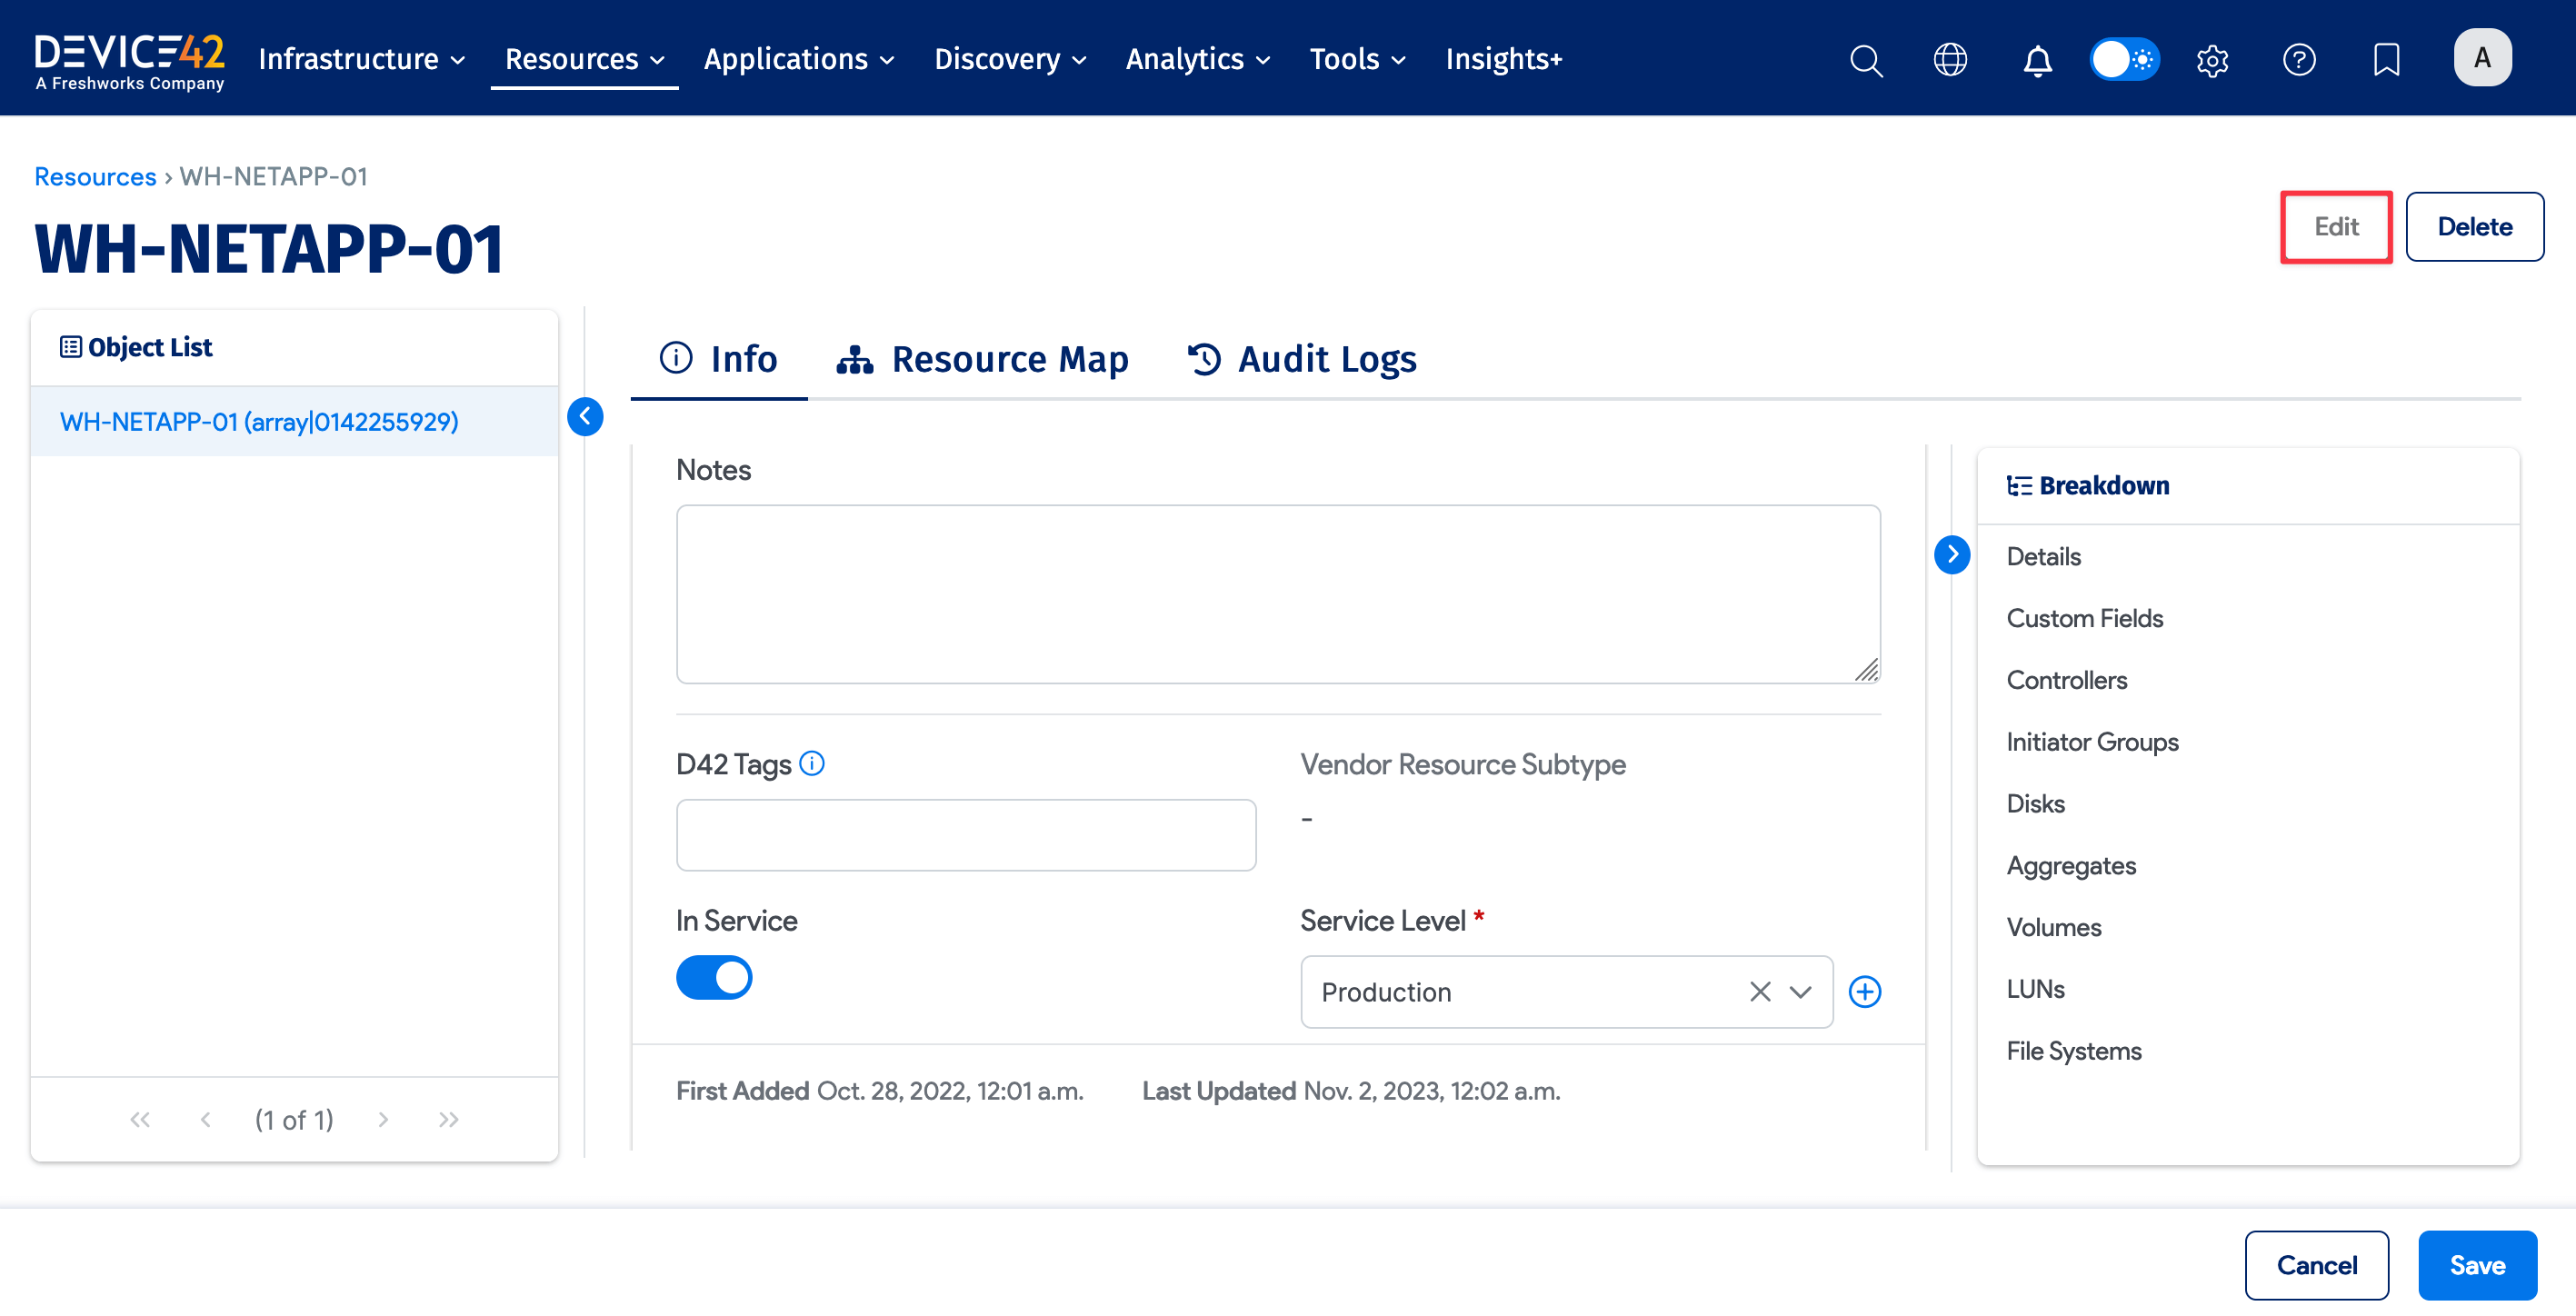 DEVICE42
A Freshworks Company
Infrastructure
Resources
Applications
Discovery
Analytics
Tools
Insights+
A
Resources › WH-NETAPP-01
WH-NETAPP-01
Edit
Delete
Object List
WH-NETAPP-01 (array|0142255929)
(1 of 1)
Info
Resource Map
Audit Logs
Notes
D42 Tags
Vendor Resource Subtype
-
In Service
Service Level *
Production
First Added Oct. 28, 2022, 12:01 a.m.
Last Updated Nov. 2, 2023, 12:02 a.m.
Breakdown
Details
Custom Fields
Controllers
Initiator Groups
Disks
Aggregates
Volumes
LUNs
File Systems
Cancel
Save